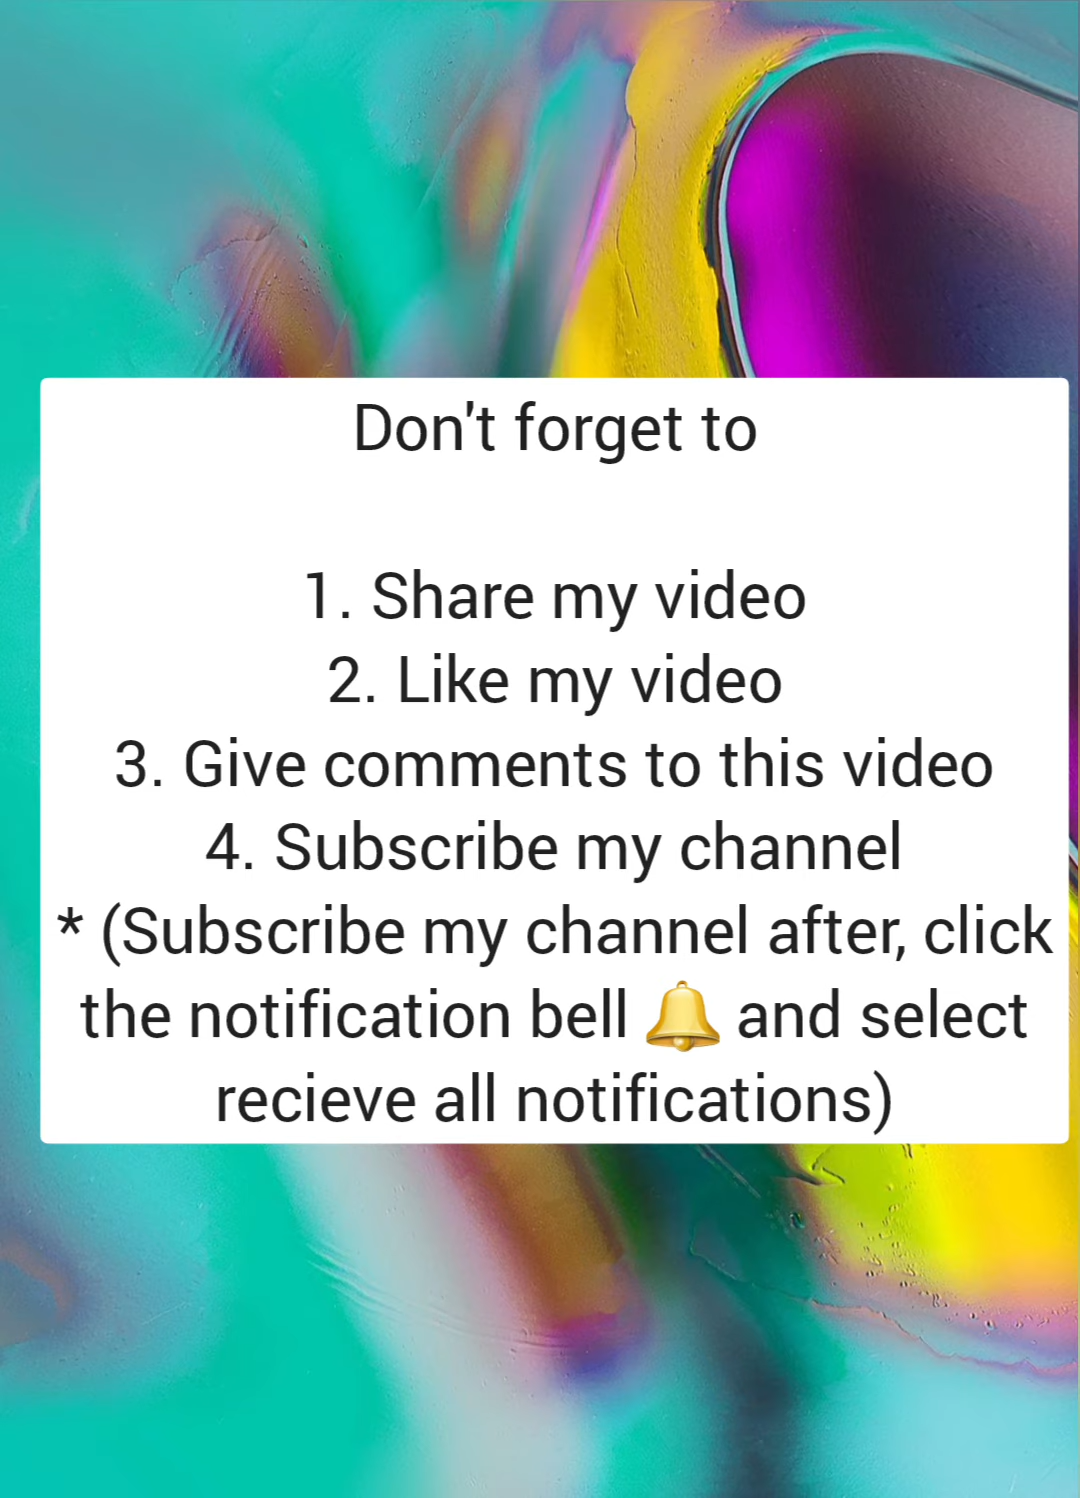 Don't forget to
1. Share my video
2. Like my video
3. Give comments to this video
4. Subscribe my channel
* (Subscribe my channel after, click
the notification bell 🔔 and select
recieve all notifications)